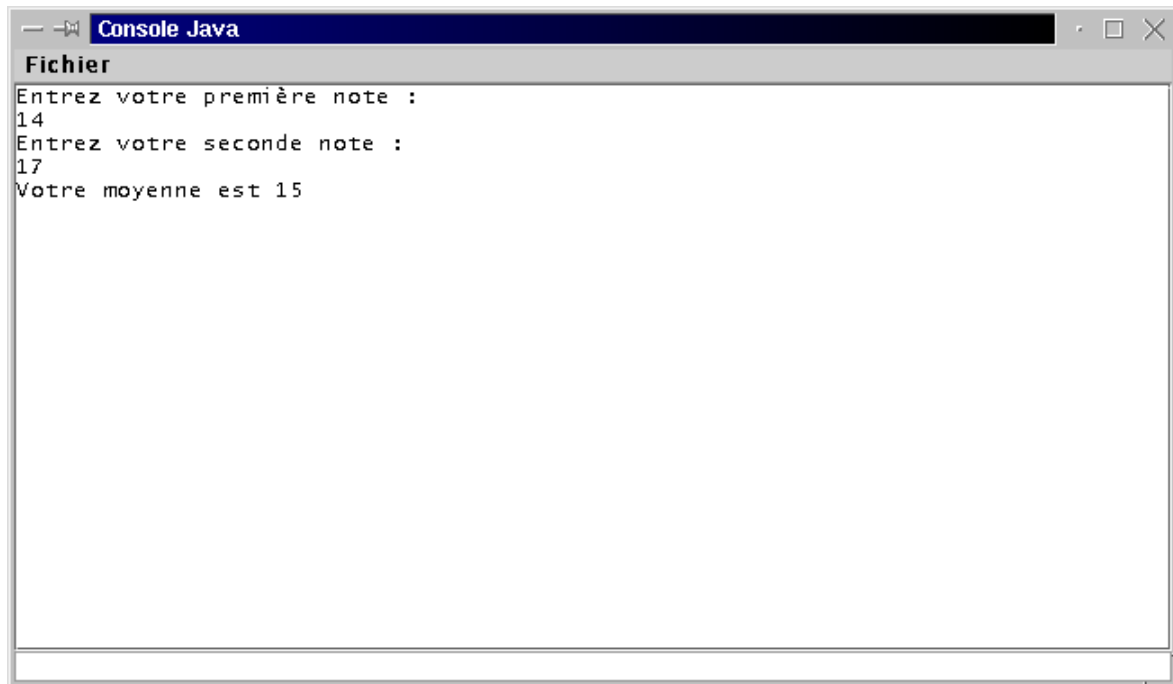 Console Java
Fichier
Entrez votre première note :
14
Entrez votre seconde note :
17
Votre moyenne est 15